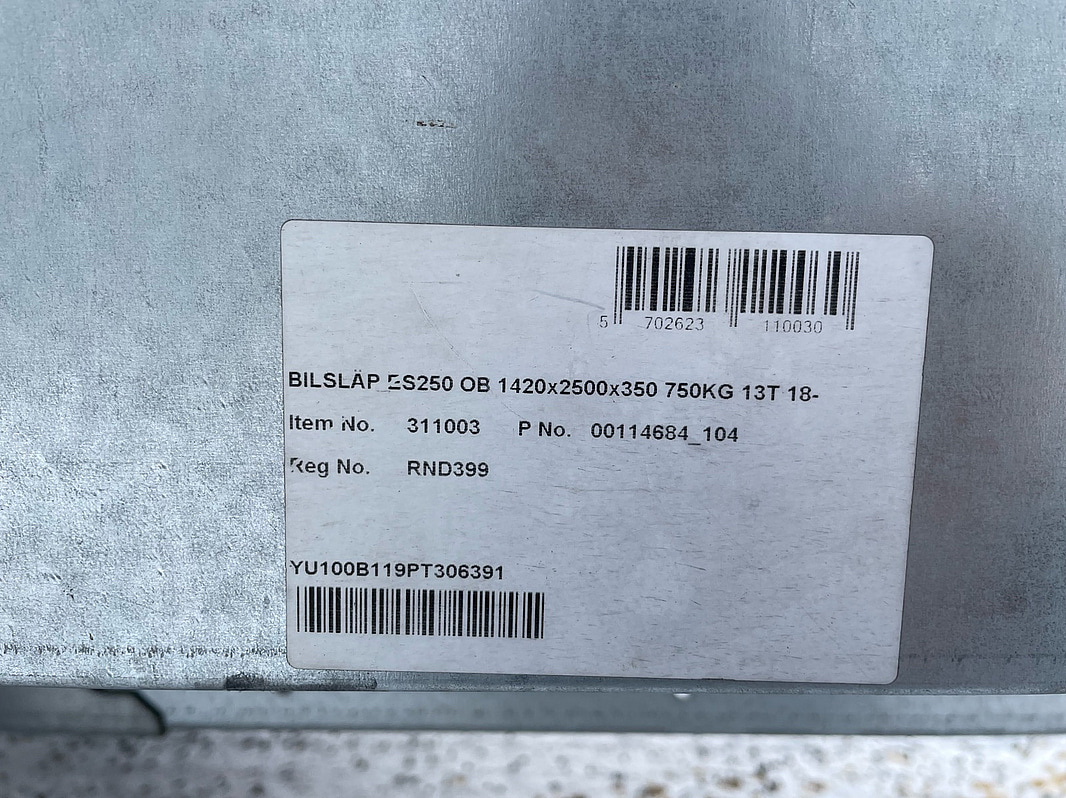 5 702623 110030
BILSLÄP ES250 OB 1420x2500x350 750KG 13T 18-
Item No. 311003 P No. 00114684_104
Reg No. RND399
YU100B119PT306391